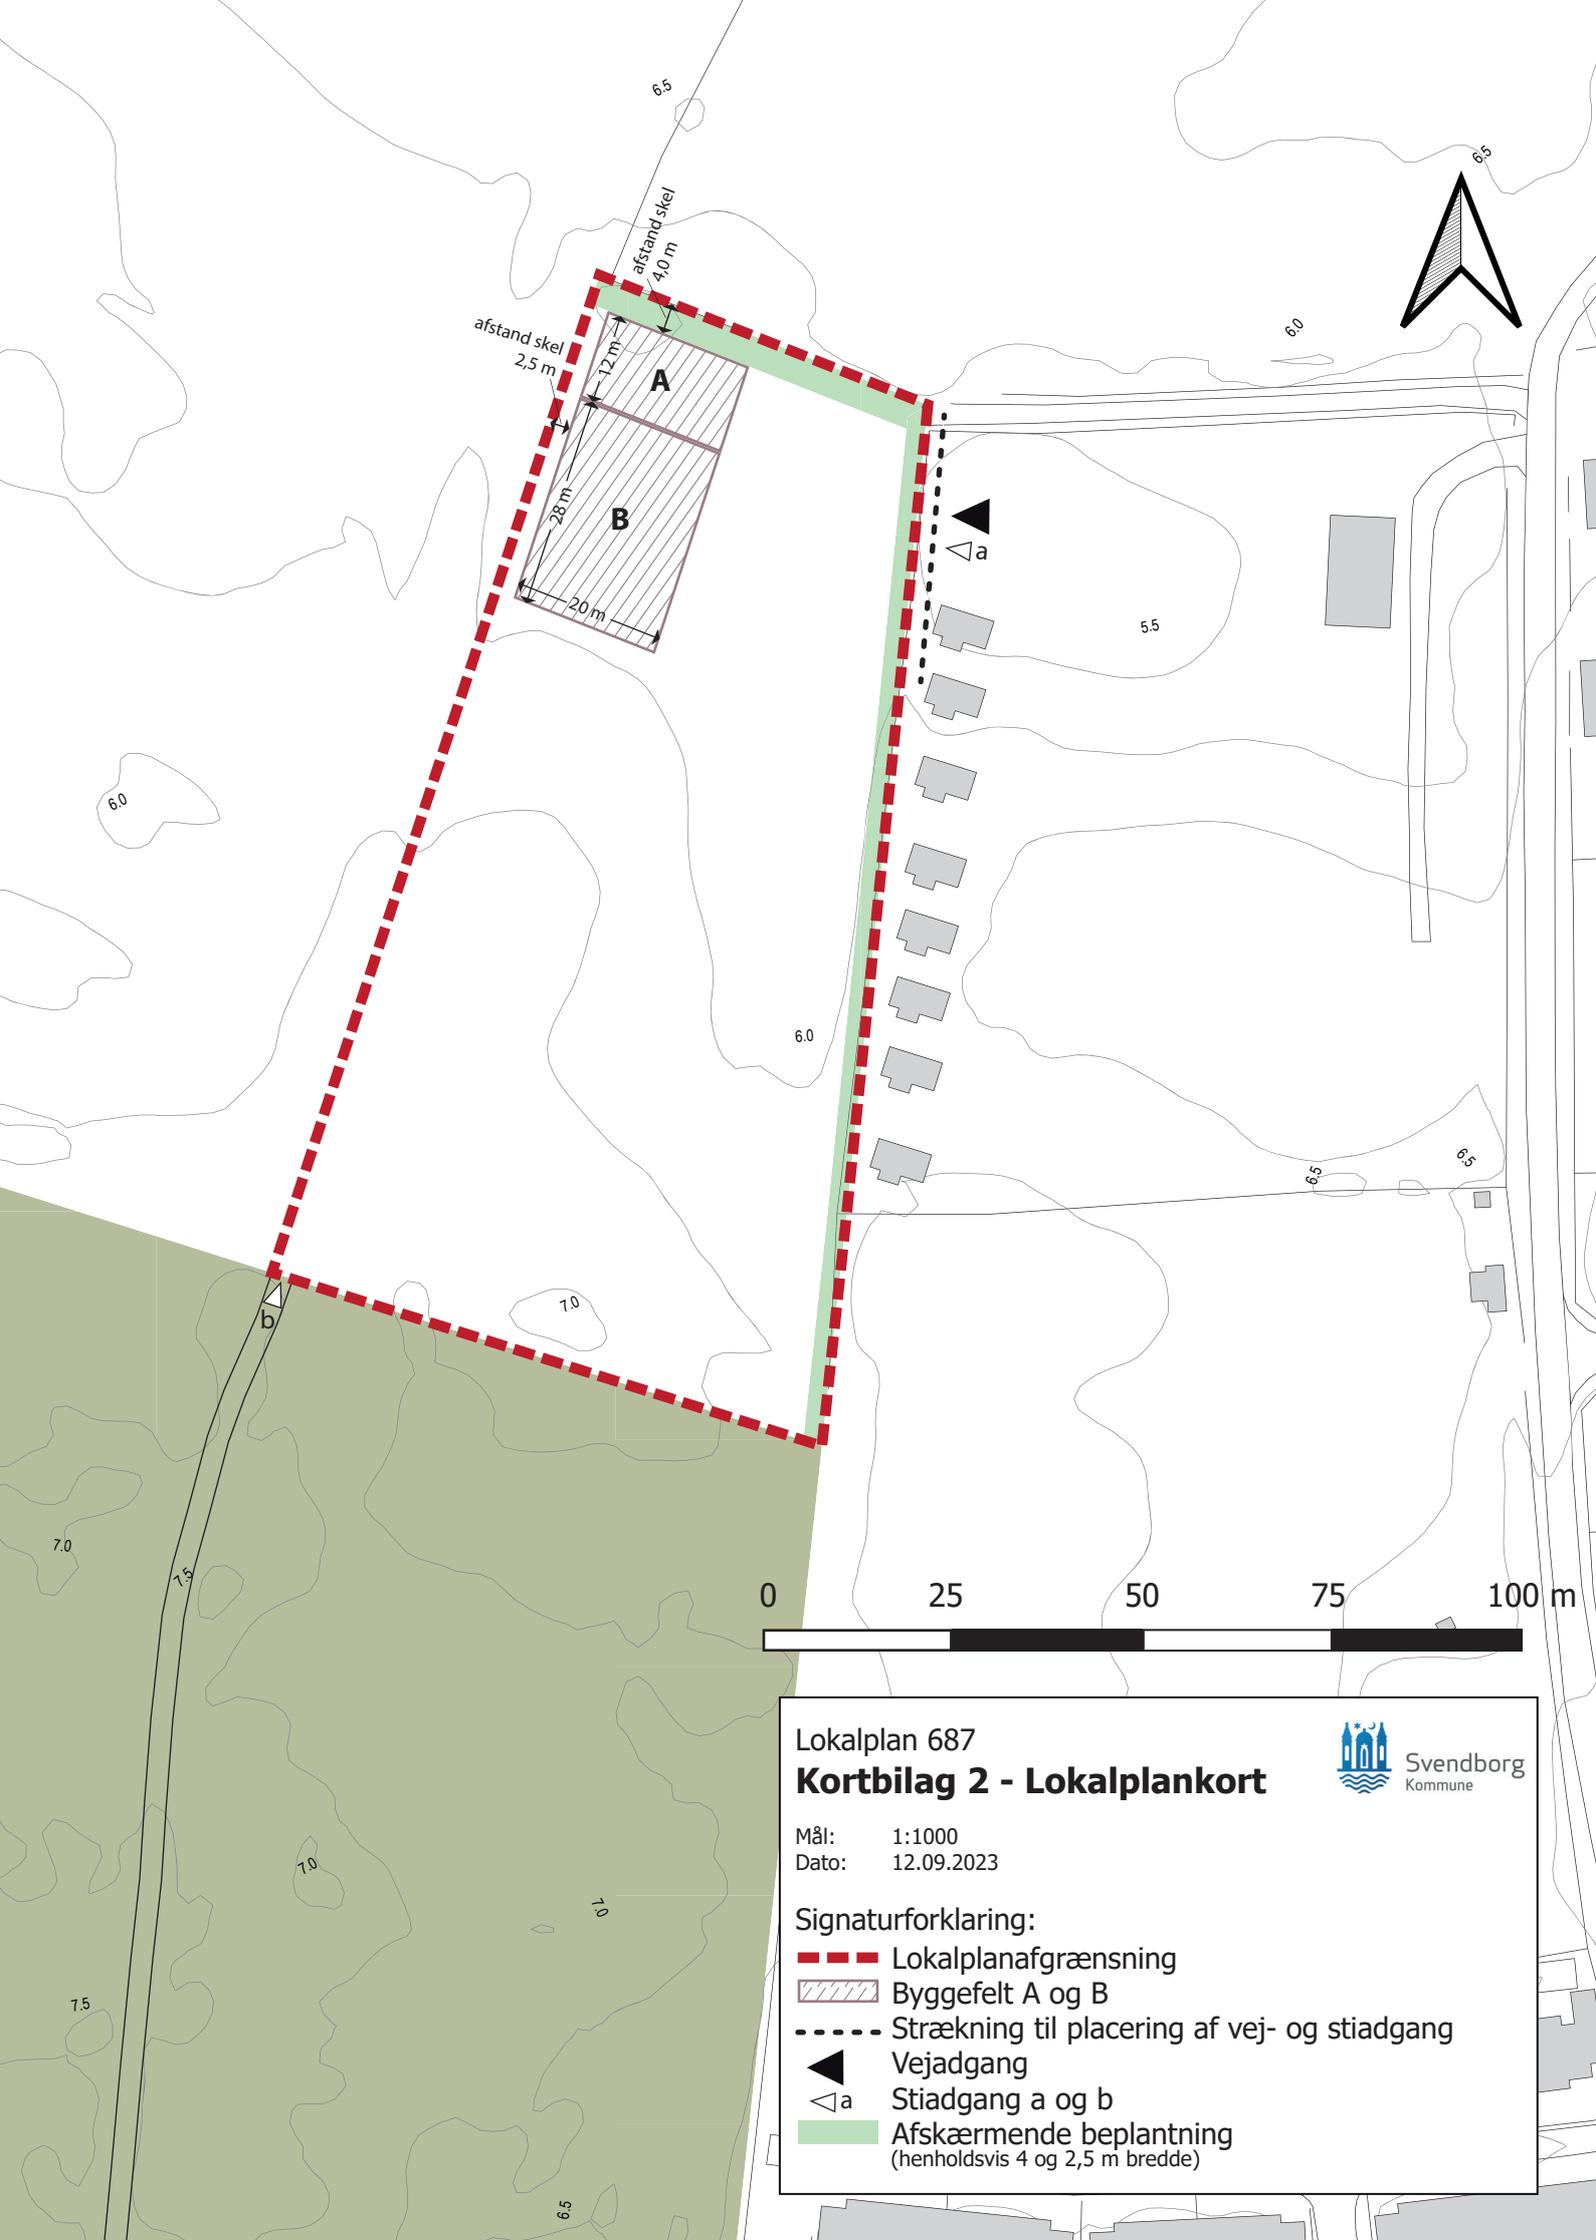 6.5
6.5
afstand skel
4,0 m
afstand skel
2,5 m
6.0
12 m
A
28 m
B
a
20 m
5.5
6.0
6.0
6.5
6.5
7.0
b
7.0
7.5
0 25 50 75 100 m
Lokalplan 687
Kortbilag 2 - Lokalplankort
Svendborg
Kommune
Mål: 1:1000
Dato: 12.09.2023
7.0
7.0
Signaturforklaring:
Lokalplanafgrænsning
Byggefelt A og B
7.5
Strækning til placering af vej- og stiadgang
Vejadgang
a Stiadgang a og b
Afskærmende beplantning
(henholdsvis 4 og 2,5 m bredde)
6.5